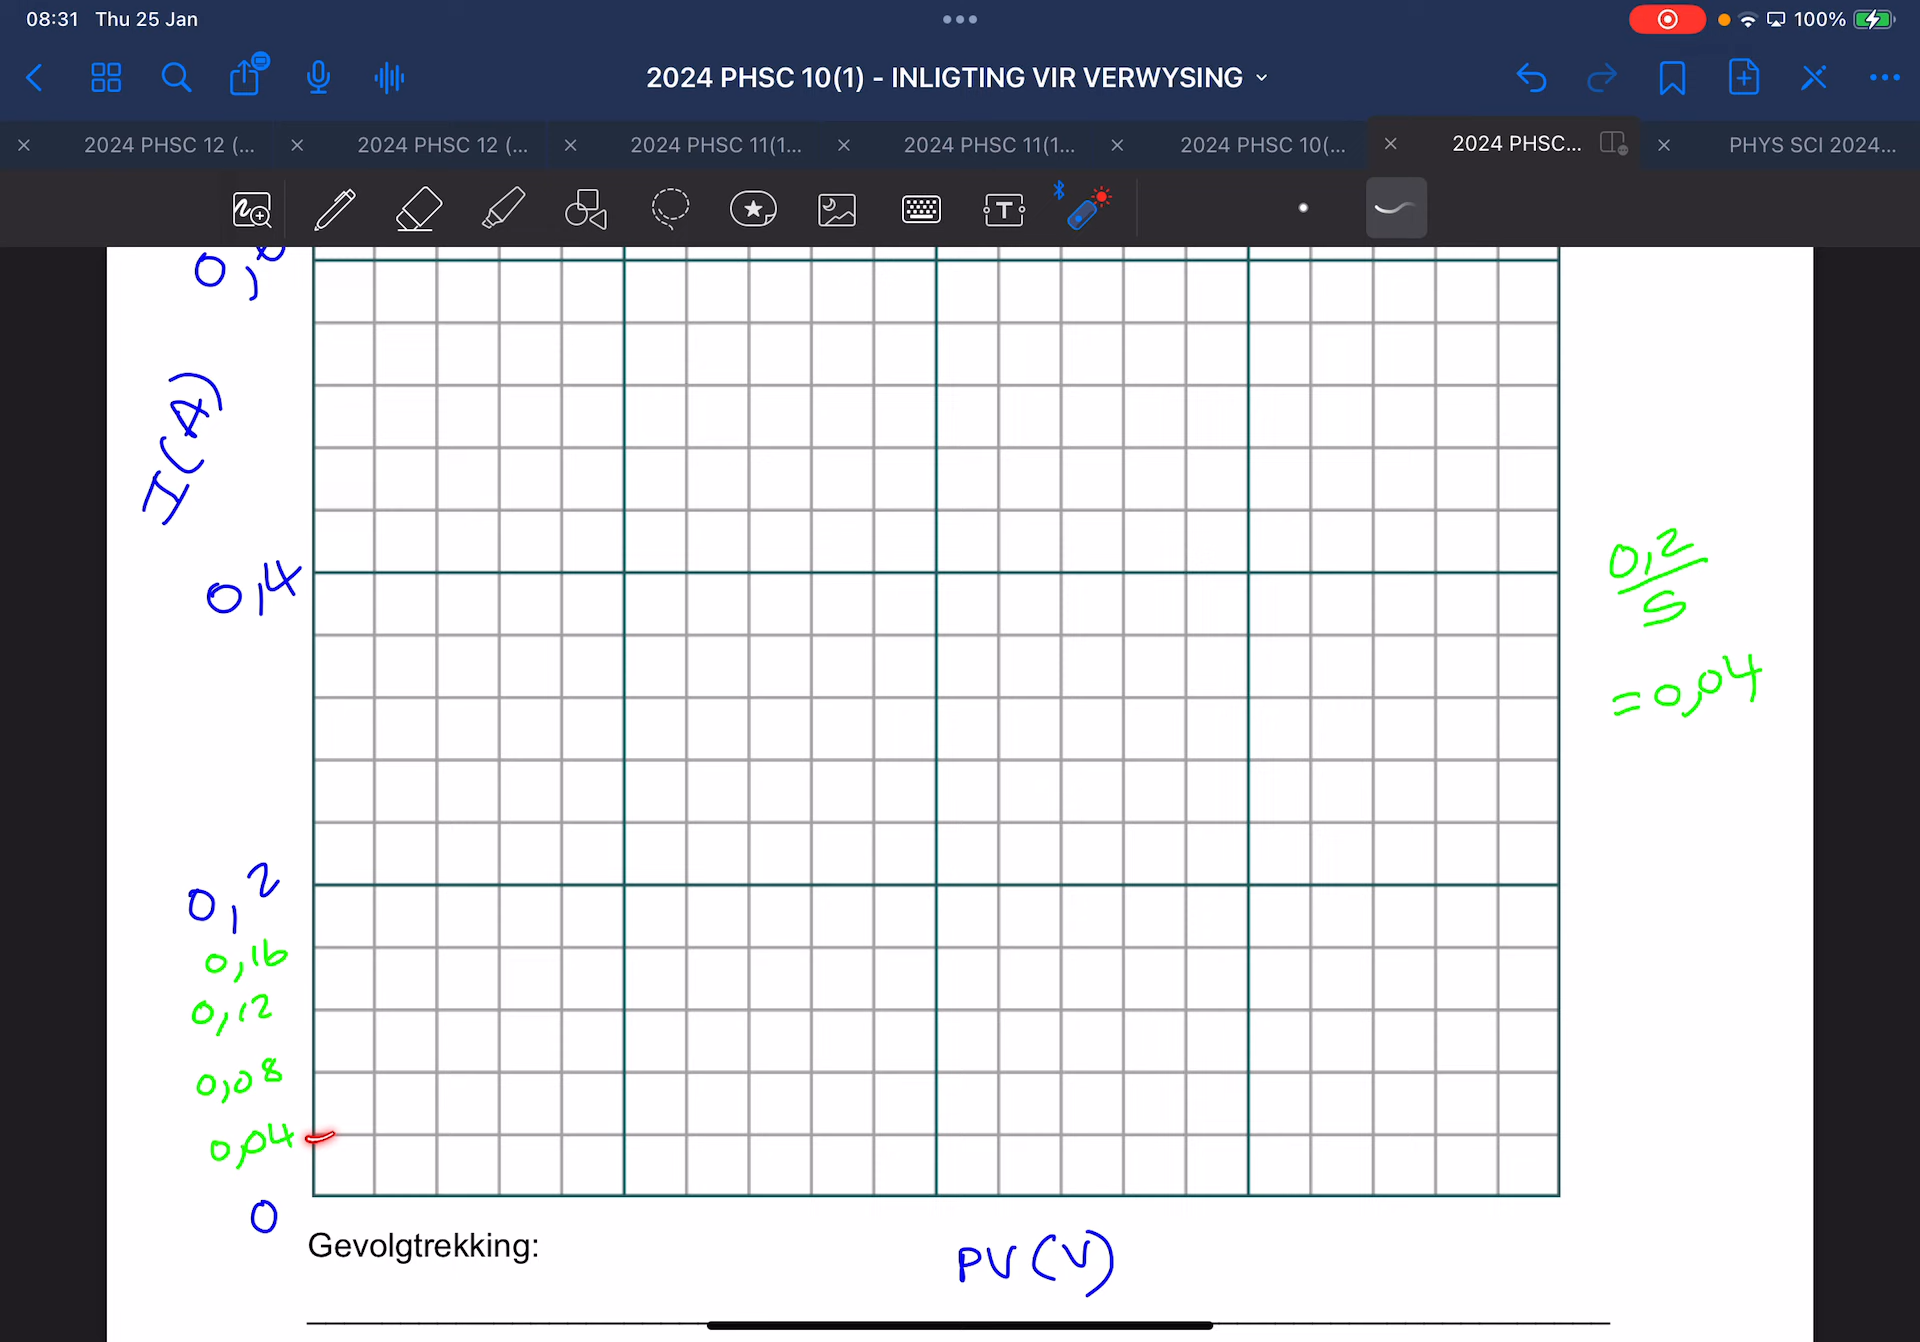 08:31 Thu 25 Jan
100%
2024 PHSC 10(1) - INLIGTING VIR VERWYSING
2024 PHSC 12 (...
2024 PHSC 12 (...
2024 PHSC 11(1...
2024 PHSC 11(1...
2024 PHSC 10(...
2024 PHSC...
PHYS SCI 2024...
T
I(A)
0,4
0,2
0,16
0,12
0,08
0,04
0
0,2
5
=0,04
Gevolgtrekking:
PV (V)